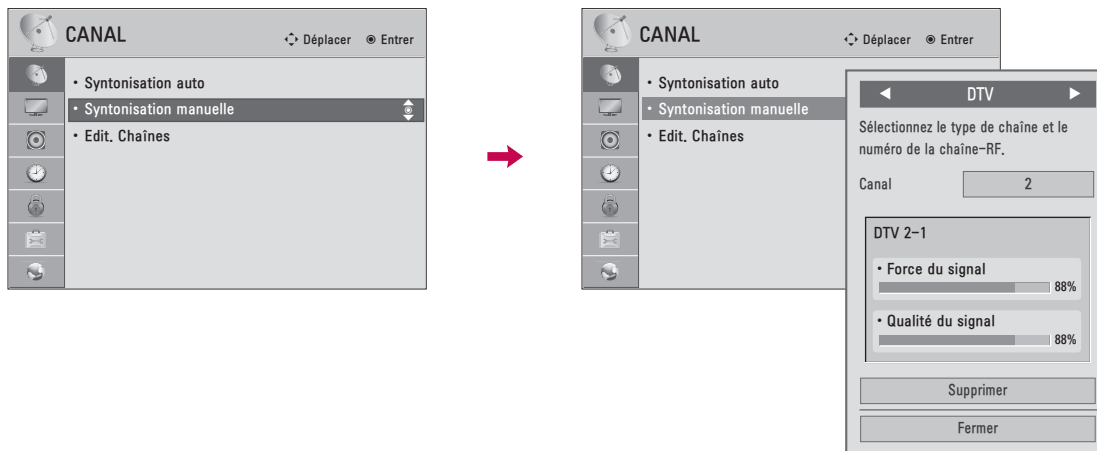 CANAL
Déplacer
Entrer
• Syntonisation auto
• Syntonisation manuelle
• Edit. Chaînes
CANAL
Déplacer
Entrer
• Syntonisation auto
• Syntonisation manuelle
• Edit. Chaînes
◀ DTV ▶
Sélectionnez le type de chaîne et le
numéro de la chaîne-RF.
Canal 2
DTV 2-1
• Force du signal
88%
• Qualité du signal
88%
Supprimer
Fermer